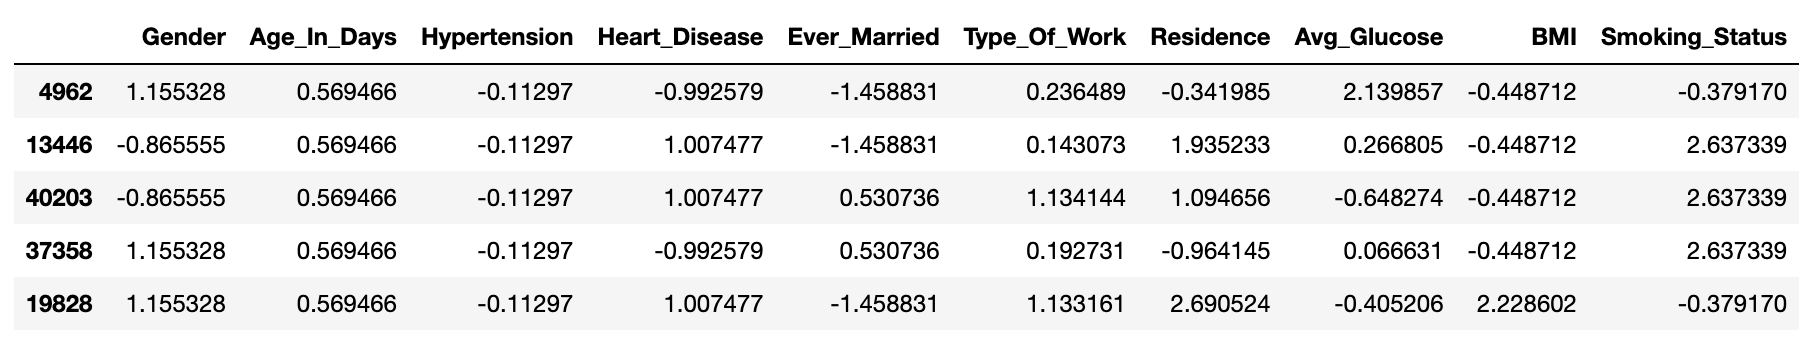 Gender Age_In_Days Hypertension Heart_Disease Ever_Married Type_Of_Work Residence Avg_Glucose BMI Smoking_Status
4962 1.155328 0.569466 -0.11297 -0.992579 -1.458831 0.236489 -0.341985 2.139857 -0.448712 -0.379170
13446 -0.865555 0.569466 -0.11297 1.007477 -1.458831 0.143073 1.935233 0.266805 -0.448712 2.637339
40203 -0.865555 0.569466 -0.11297 1.007477 0.530736 1.134144 1.094656 -0.648274 -0.448712 2.637339
37358 1.155328 0.569466 -0.11297 -0.992579 0.530736 0.192731 -0.964145 0.066631 -0.448712 2.637339
19828 1.155328 0.569466 -0.11297 1.007477 -1.458831 1.133161 2.690524 -0.405206 2.228602 -0.379170